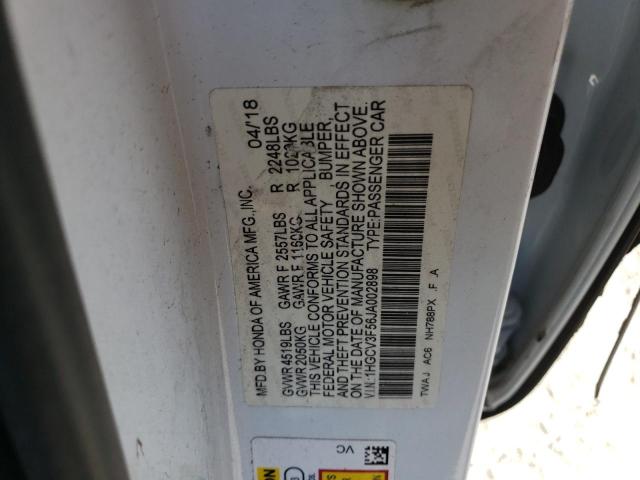 MFD.BY HONDA OF AMERICA MFG.,INC. 04/'18
GVWR 4519LBS GAWR F 2557LBS R 2248LBS
GVWR 2050KG GAWR F 1160KG R 1020KG
THIS VEHICLE CONFORMS TO ALL APPLICABLE
FEDERAL MOTOR VEHICLE SAFETY , BUMPER,
AND THEFT PREVENTION STANDARDS IN EFFECT
ON THE DATE OF MANUFACTURE SHOWN ABOVE.
V.I.N.:1HGCV3F56JA002898 TYPE:PASSENGER CAR
TWAJ AC6 NH788PX .F .A
VC